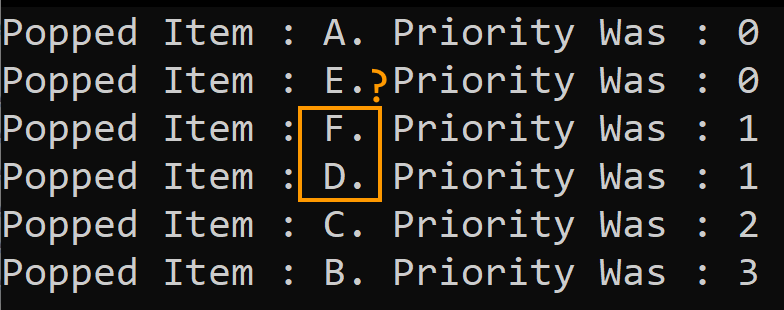 Popped Item : A. Priority Was : 0
Popped Item : E. Priority Was : 0
?
Popped Item : F. Priority Was : 1
Popped Item : D. Priority Was : 1
Popped Item : C. Priority Was : 2
Popped Item : B. Priority Was : 3